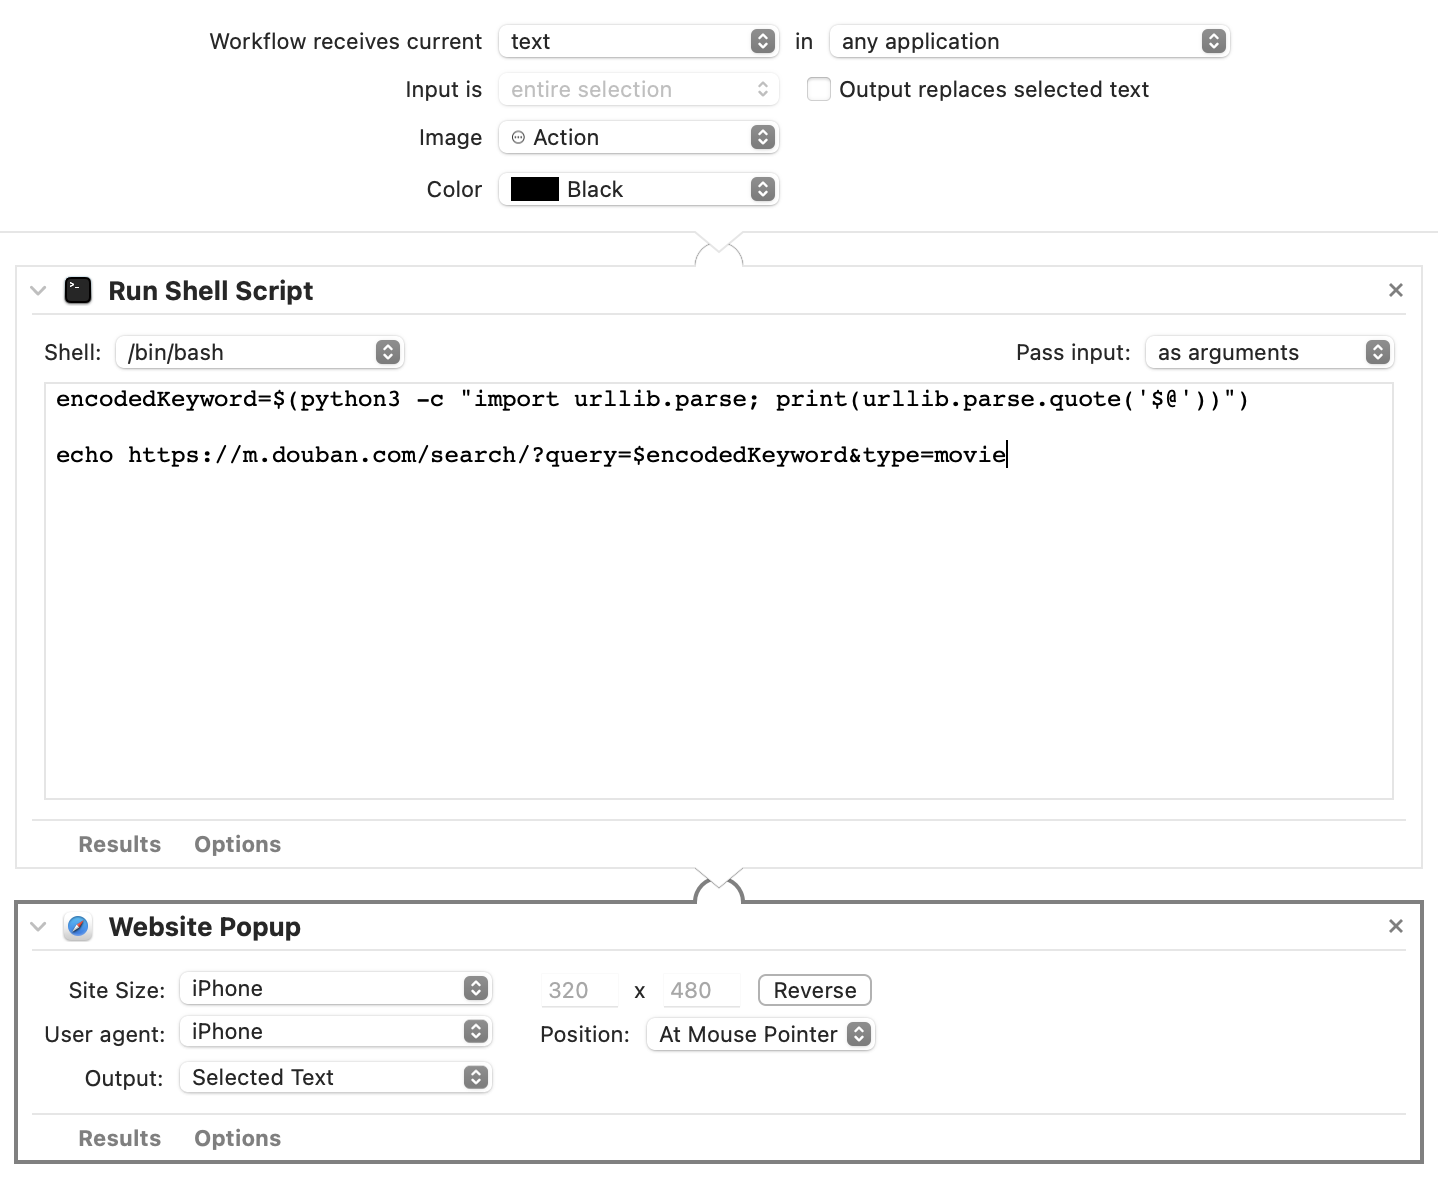 Workflow receives current text in any application
Input is entire selection Output replaces selected text
Image Action
Color Black
Run Shell Script
Shell: /bin/bash Pass input: as arguments
encodedKeyword=$(python3 -c "import urllib.parse; print(urllib.parse.quote('$@'))")
echo https://m.douban.com/search/?query=$encodedKeyword&type=movie
Results Options
Website Popup
Site Size: iPhone 320 x 480 Reverse
User agent: iPhone Position: At Mouse Pointer
Output: Selected Text
Results Options